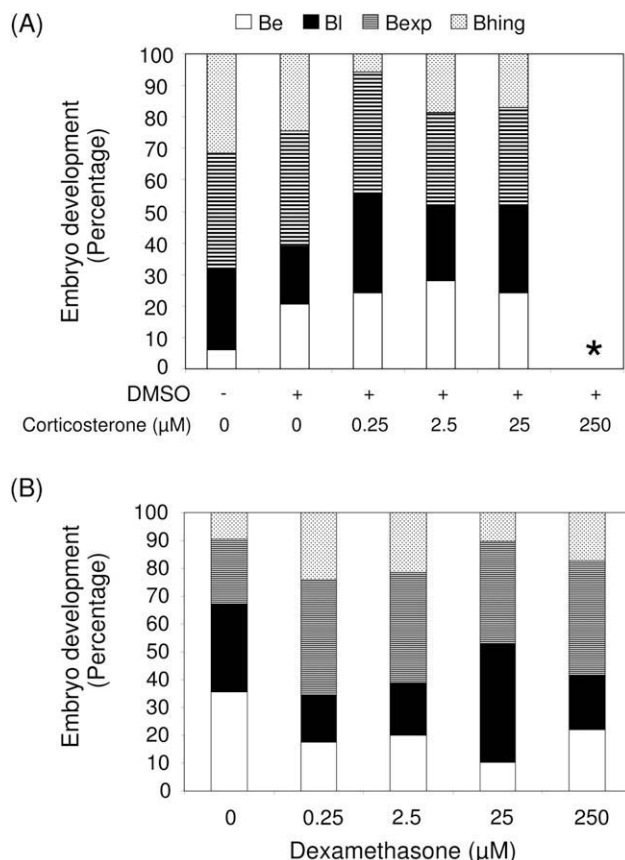 (A)
Be Bl Bexp Bhing
Embryo development
(Percentage)
100
90
80
70
60
50
40
30
20
10
0
*
DMSO - + + + + +
Corticosterone (µM) 0 0 0.25 2.5 25 250
(B)
Embryo development
(Percentage)
100
90
80
70
60
50
40
30
20
10
0
0 0.25 2.5 25 250
Dexamethasone (µM)